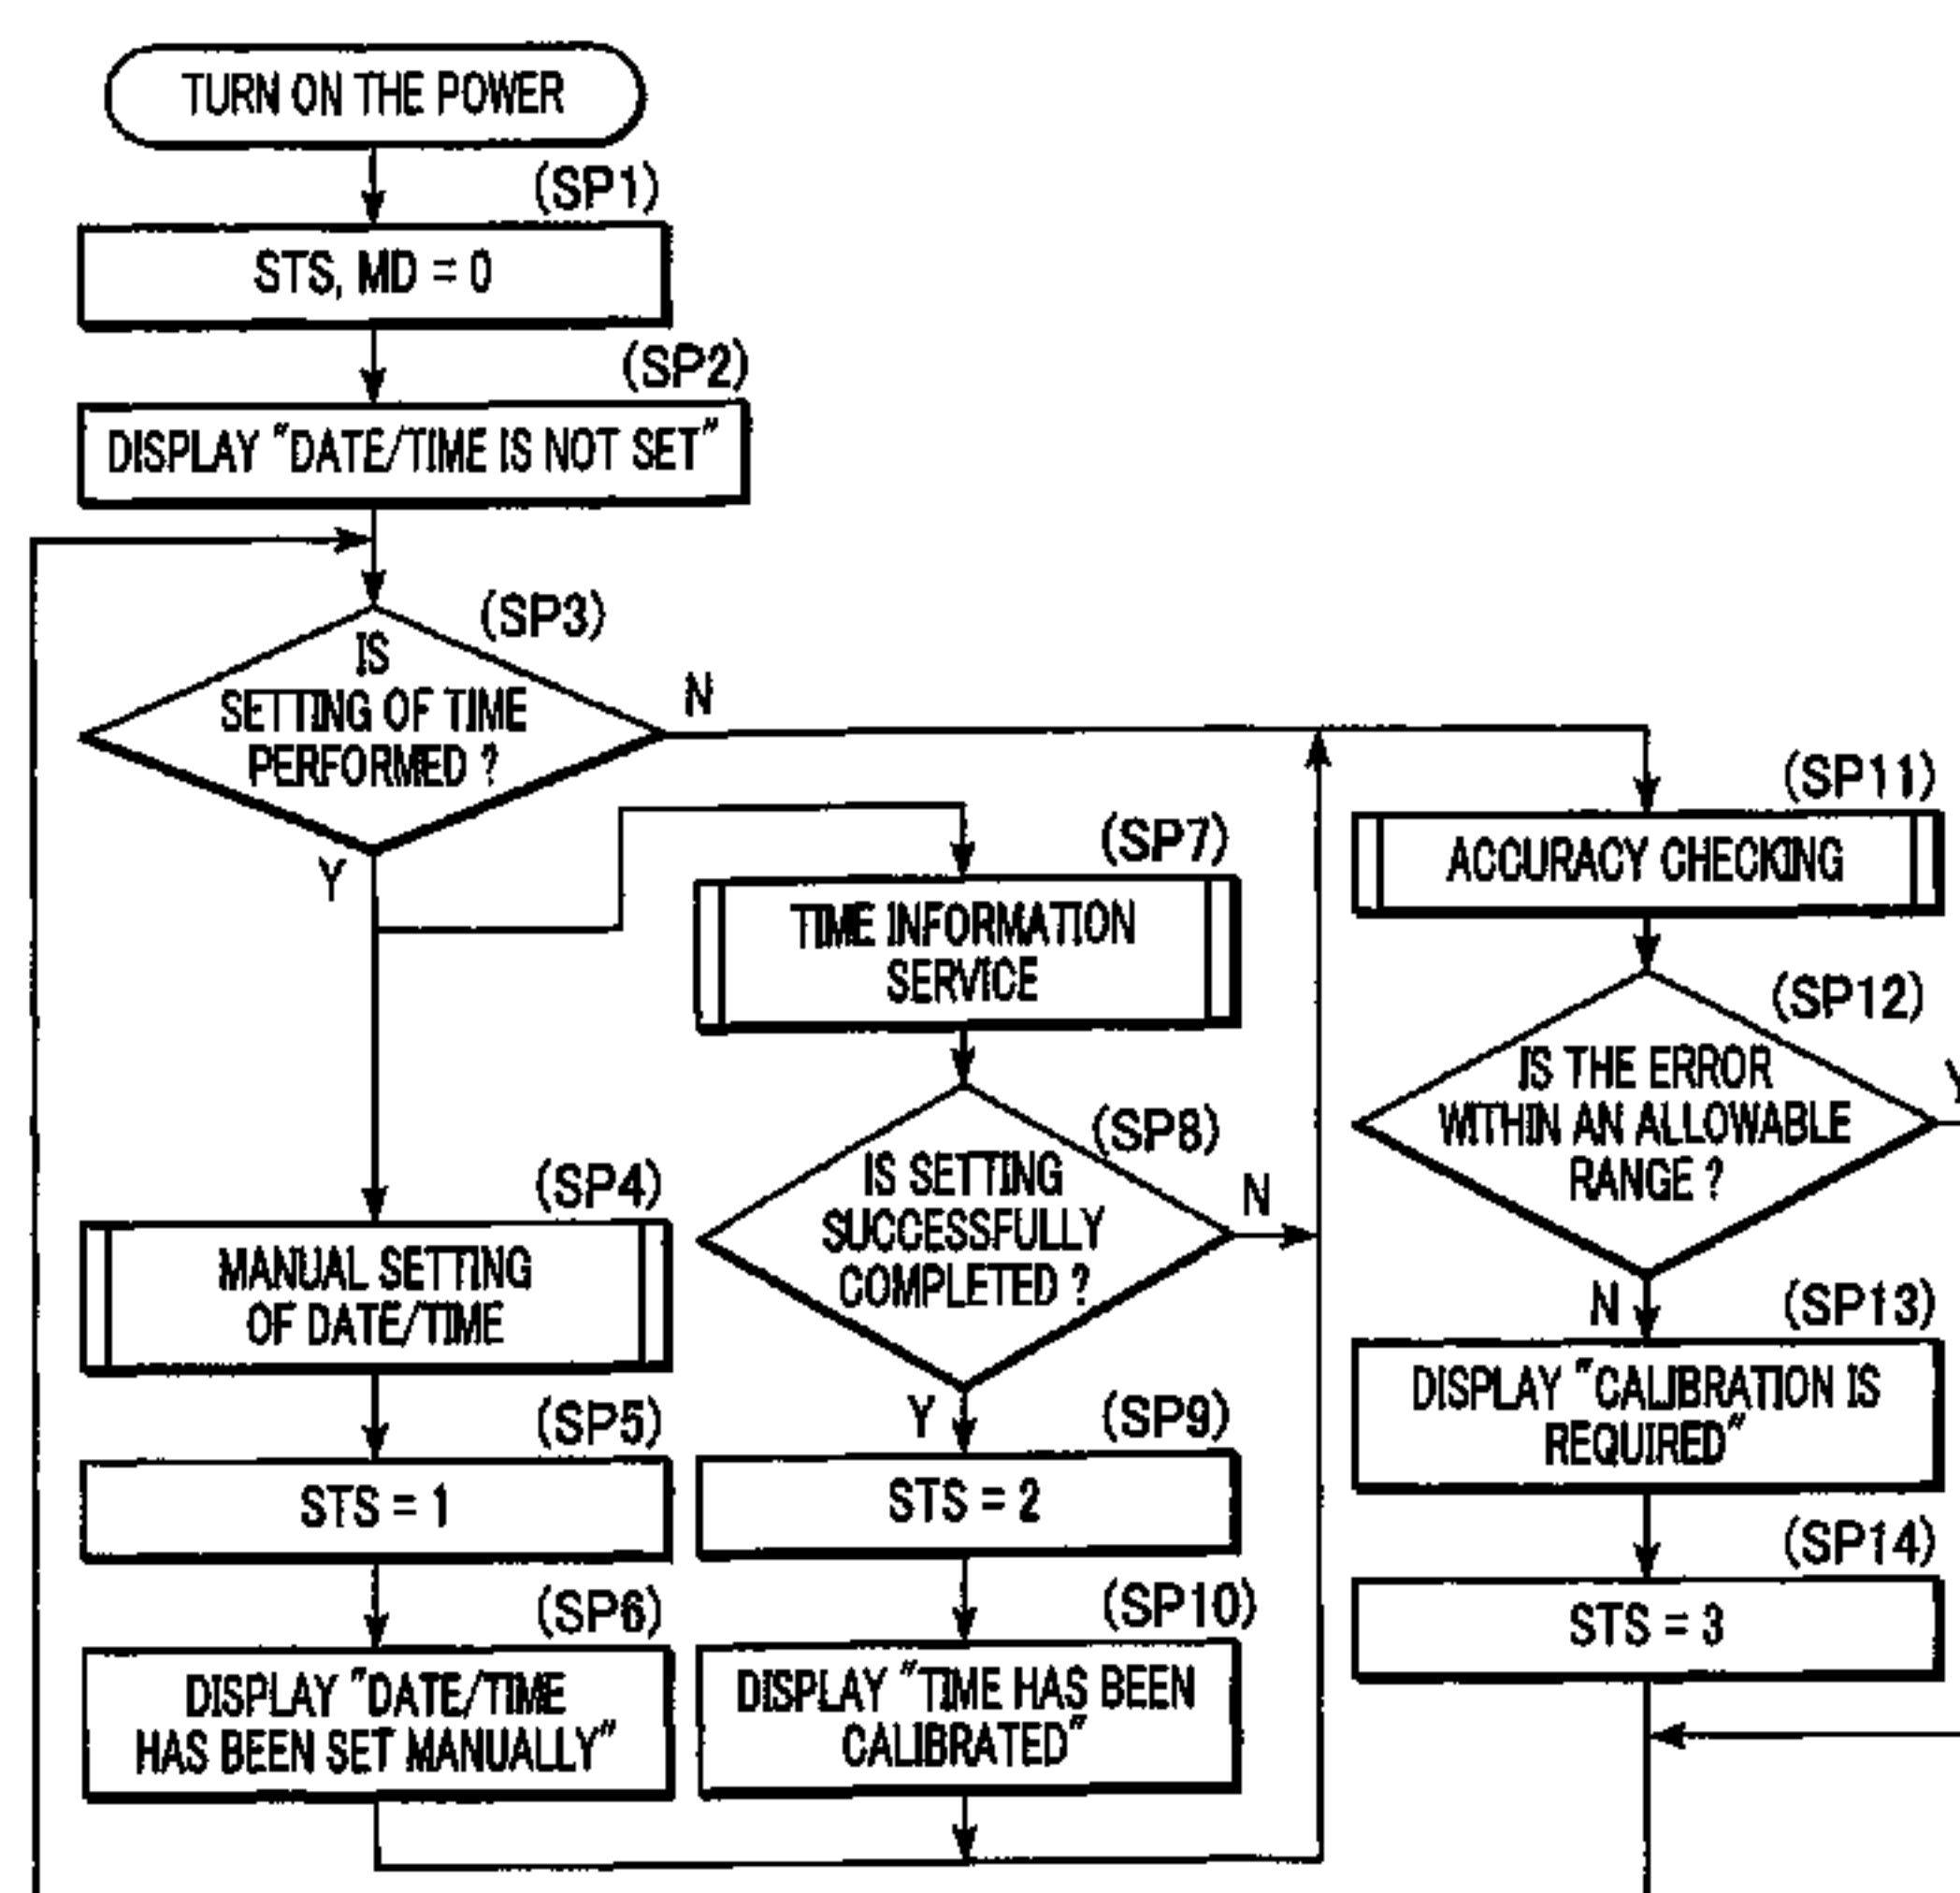 TURN ON THE POWER
(SP1)
STS, MD = 0
(SP2)
DISPLAY "DATE/TIME IS NOT SET"
(SP3)
IS
SETTING OF TIME
PERFORMED ?
N
Y
(SP7)
TIME INFORMATION
SERVICE
(SP8)
IS SETTING
SUCCESSFULLY
COMPLETED ?
N
Y
(SP4)
MANUAL SETTING
OF DATE/TIME
(SP5)
STS = 1
(SP6)
DISPLAY "DATE/TIME
HAS BEEN SET MANUALLY"
(SP9)
STS = 2
(SP10)
DISPLAY "TIME HAS BEEN
CALIBRATED"
(SP11)
ACCURACY CHECKING
(SP12)
IS THE ERROR
WITHIN AN ALLOWABLE
RANGE ?
Y
N
(SP13)
DISPLAY "CALIBRATION IS
REQUIRED"
(SP14)
STS = 3